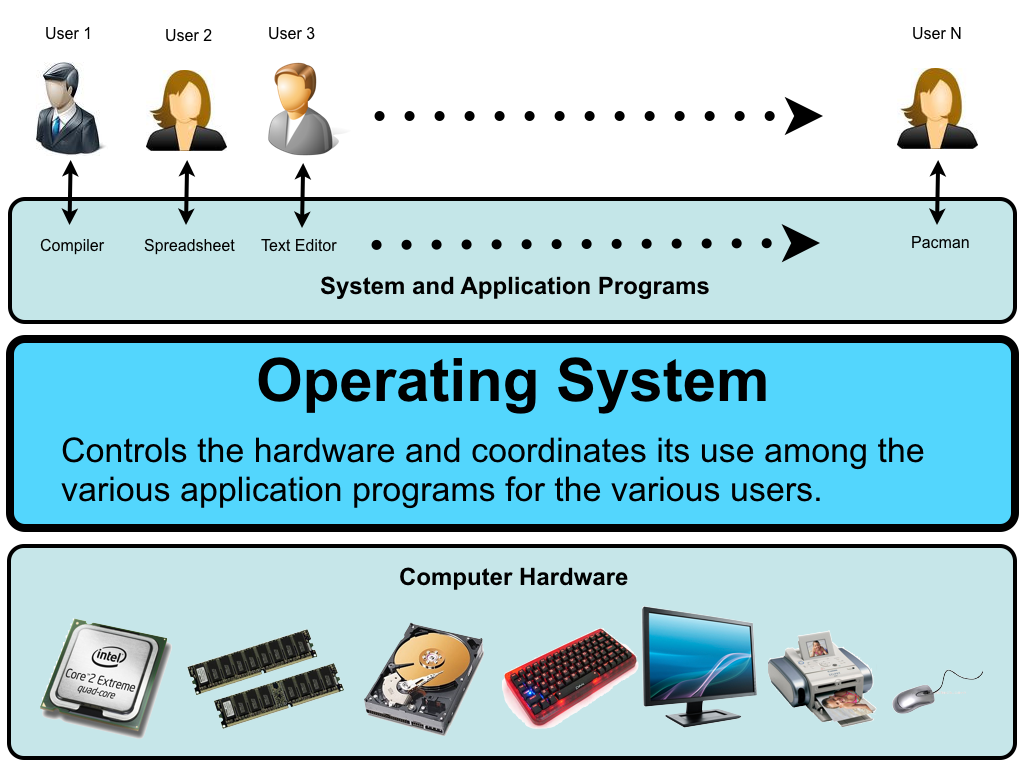 User 1
User 2
User 3
User N
Compiler
Spreadsheet
Text Editor
Pacman
System and Application Programs
Operating System
Controls the hardware and coordinates its use among the
various application programs for the various users.
Computer Hardware
intel
Core™2 Extreme
quad-core